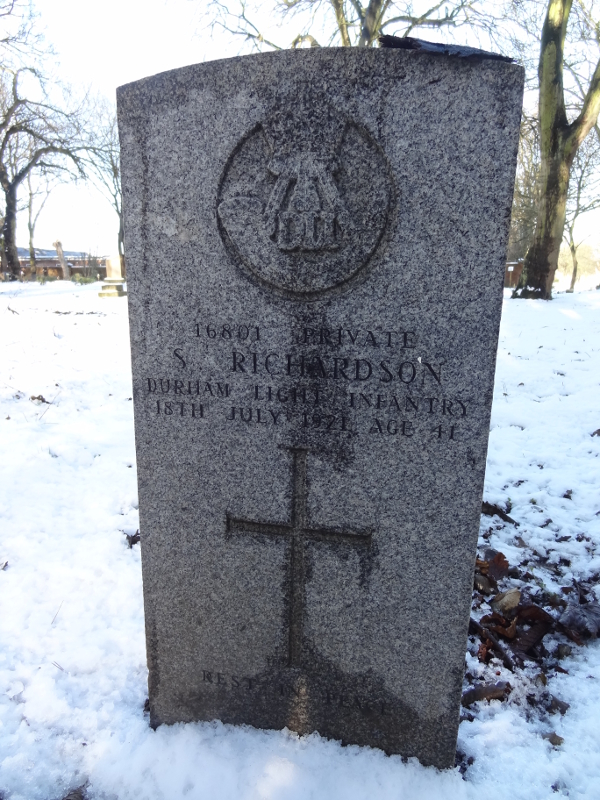 16801 PRIVATE
S. RICHARDSON
DURHAM LIGHT INFANTRY
18TH JULY 1921 AGE 41
REST IN PEACE